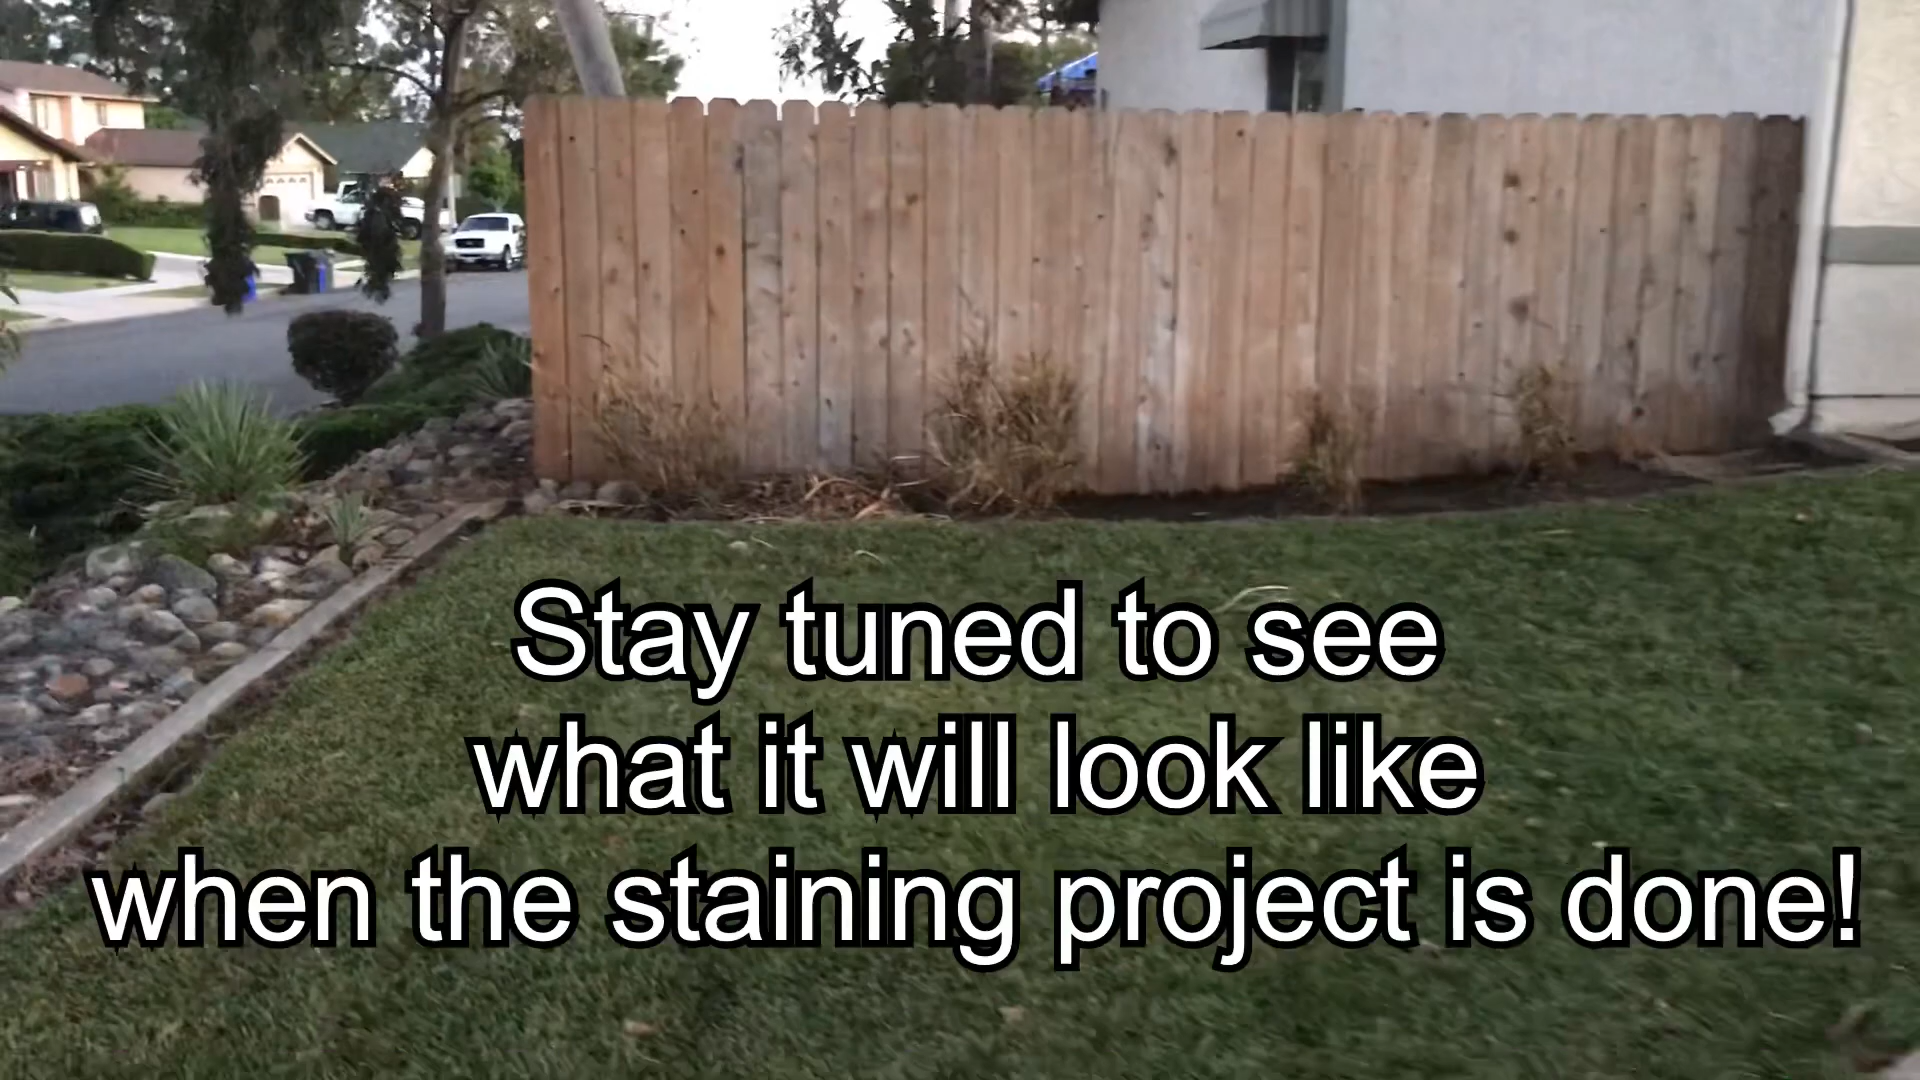 Stay tuned to see
what it will look like
when the staining project is done!